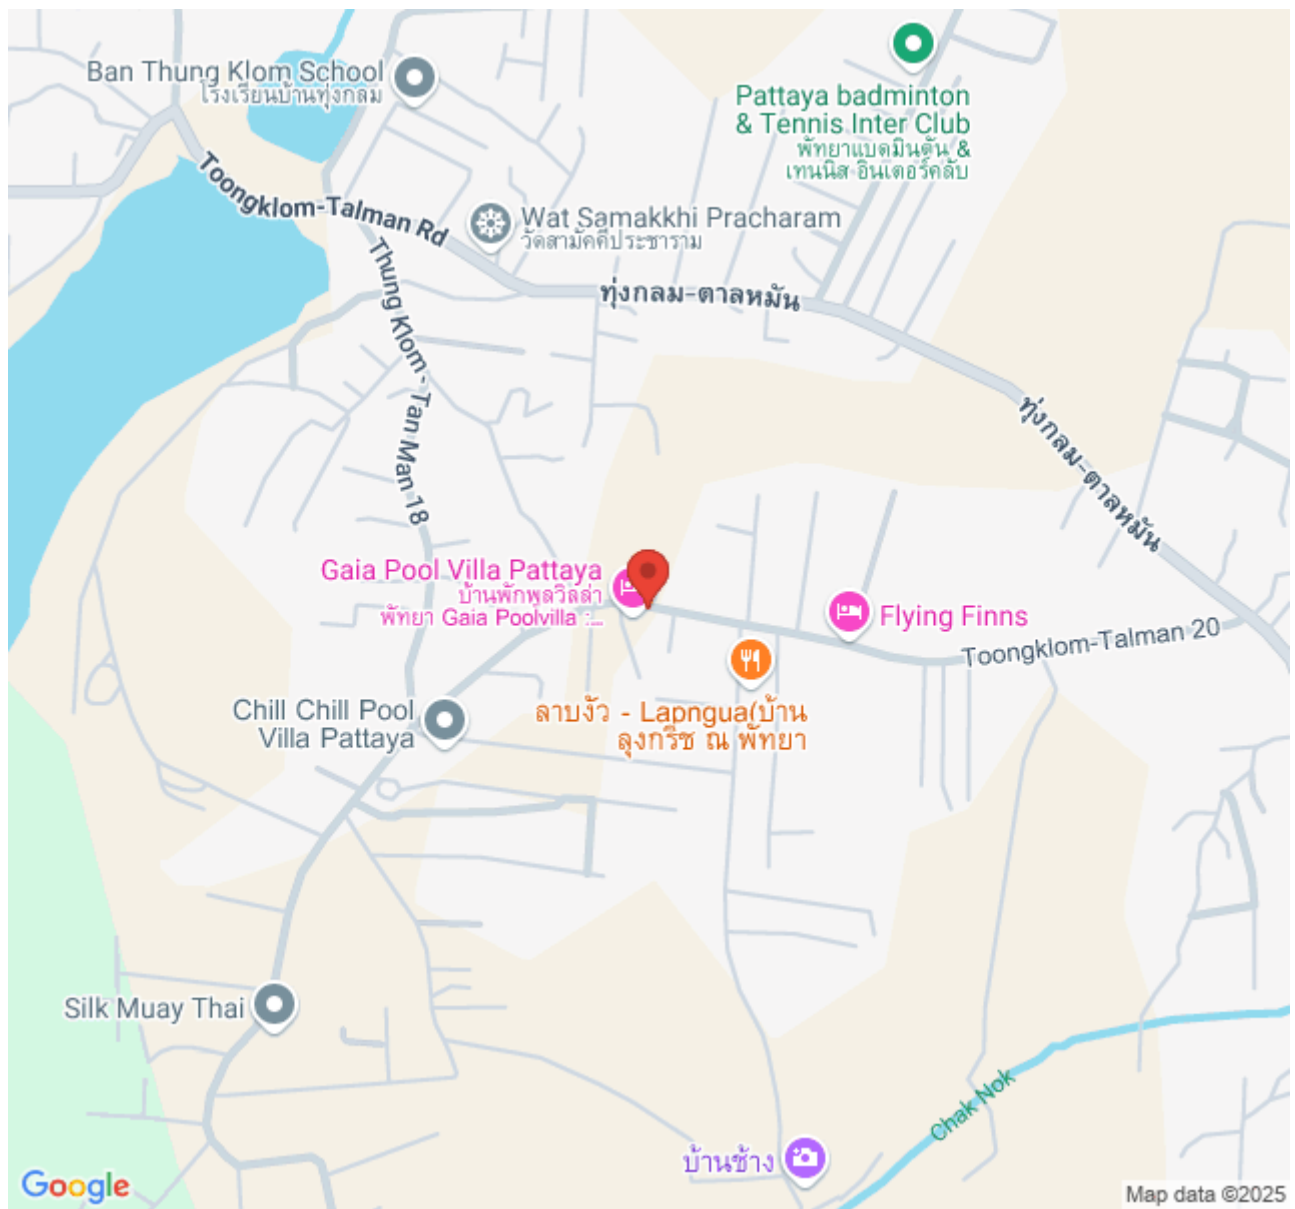 Ban Thung Klom School
โรงเรียนบ้านทุ่งกลม
Pattaya badminton
& Tennis Inter Club
พัทยาแบดมินตัน &
เทนนิส อินเตอร์คลับ
Toongklom-Talman Rd
Wat Samakkhi Pracharam
วัดสามัคคีประชาราม
Thung Klom - Tan Man 18
ทุ่งกลม-ตาลหมัน
ทุ่งกลม-ตาลหมัน
Gaia Pool Villa Pattaya
บ้านพักพูลวิลล่า
พัทยา Gaia Poolvilla :...
Flying Finns
Toongklom-Talman 20
Chill Chill Pool
Villa Pattaya
ลาบงัว - Lapngua(บ้าน
ลุงกริช ณ พัทยา
Silk Muay Thai
Chak Nok
บ้านช้าง
Google
Map data ©2025